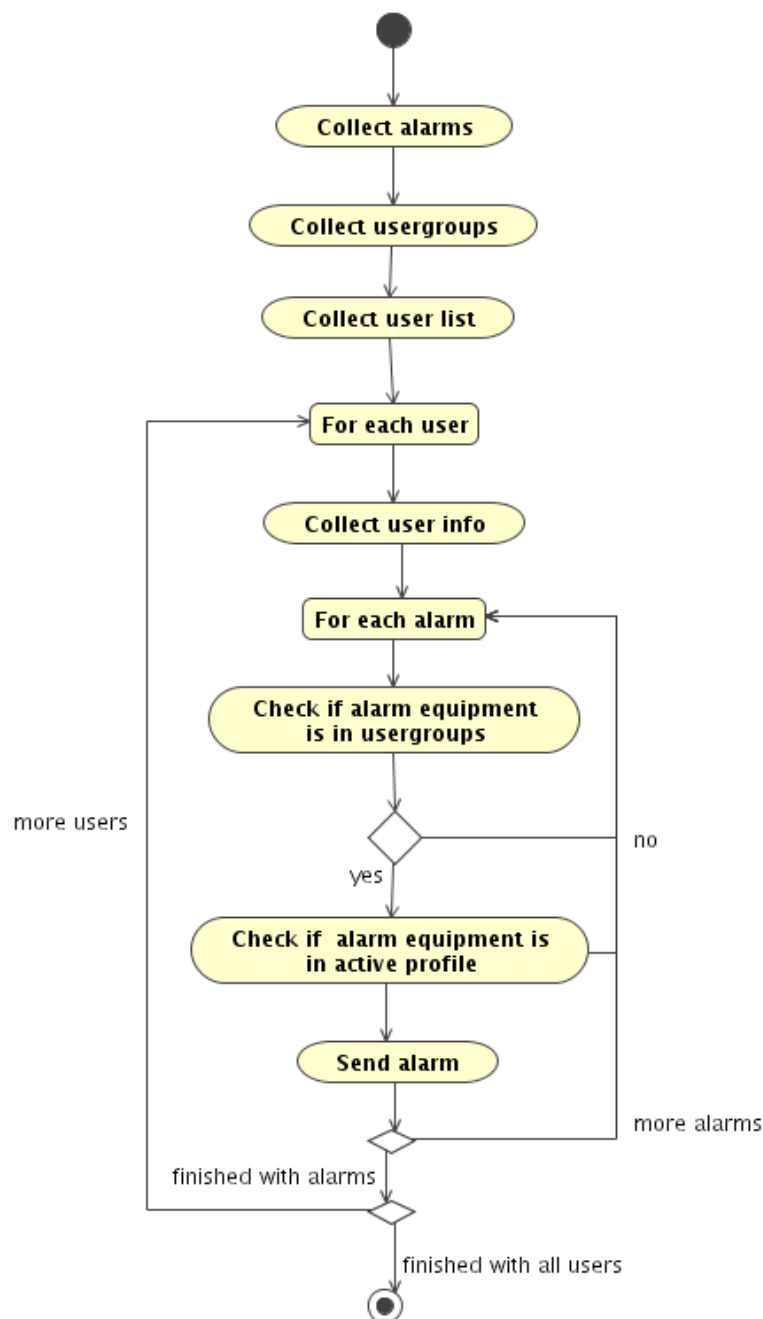 Collect alarms
Collect usergroups
Collect user list
For each user
Collect user info
For each alarm
Check if alarm equipment
is in usergroups
more users
no
yes
Check if  alarm equipment is
in active profile
Send alarm
more alarms
finished with alarms
finished with all users